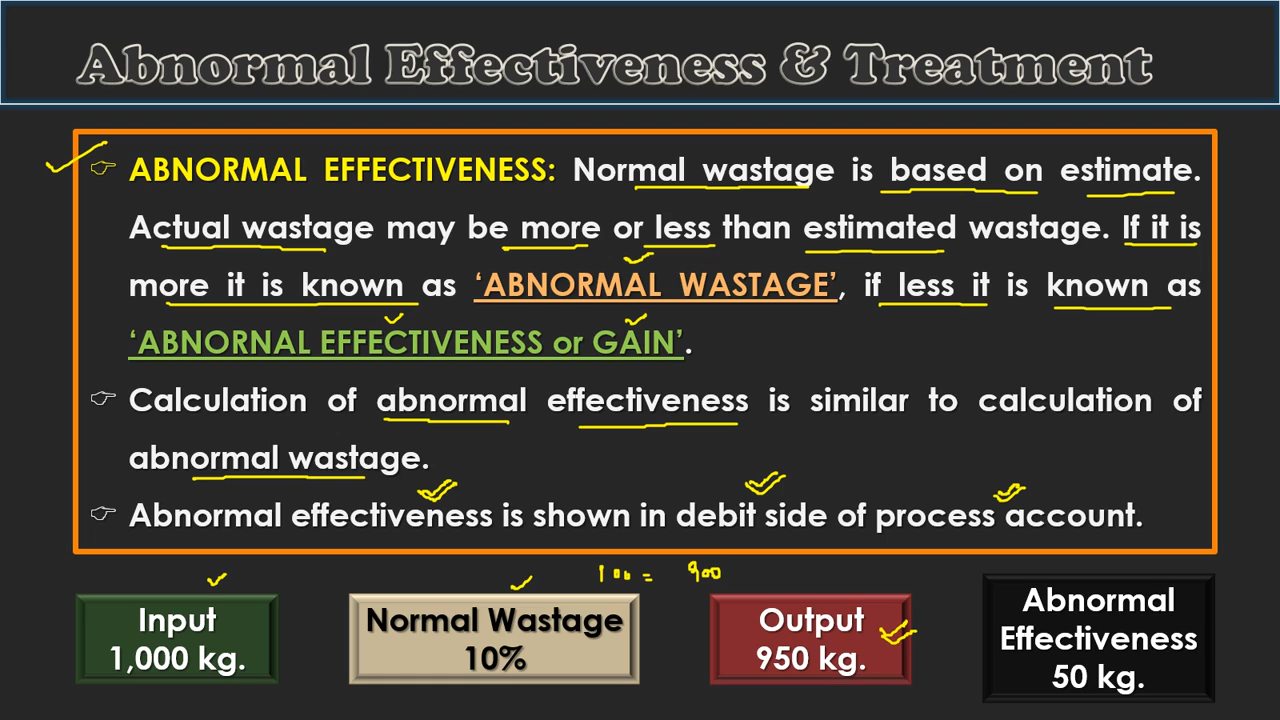 Abnormal Effectiveness & Treatment
☞ ABNORMAL EFFECTIVENESS: Normal wastage is based on estimate.
Actual wastage may be more or less than estimated wastage. If it is
more it is known as ‘ABNORMAL WASTAGE’, if less it is known as
‘ABNORNAL EFFECTIVENESS or GAIN’.
☞ Calculation of abnormal effectiveness is similar to calculation of
abnormal wastage.
☞ Abnormal effectiveness is shown in debit side of process account.
100 = 900
Input
1,000 kg.
Normal Wastage
10%
Output
950 kg.
Abnormal
Effectiveness
50 kg.